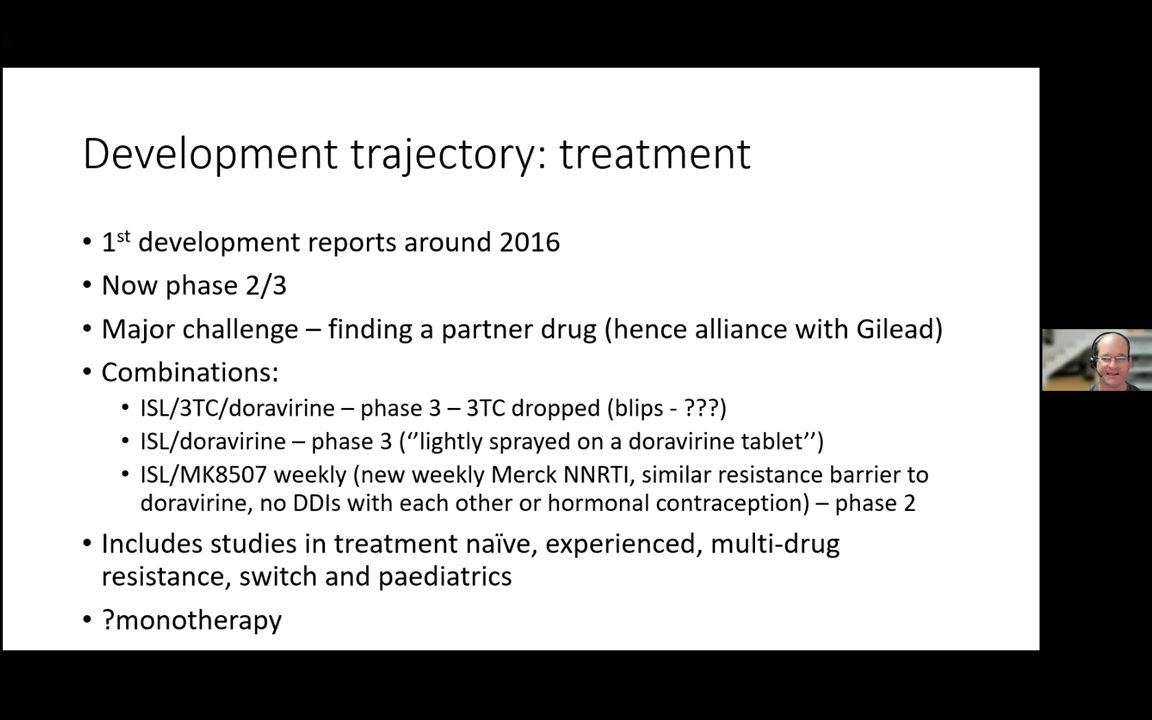 Development trajectory: treatment
• 1st development reports around 2016
• Now phase 2/3
• Major challenge – finding a partner drug (hence alliance with Gilead)
• Combinations:
• ISL/3TC/doravirine – phase 3 – 3TC dropped (blips - ???)
• ISL/doravirine – phase 3 (‘’lightly sprayed on a doravirine tablet’’)
• ISL/MK8507 weekly (new weekly Merck NNRTI, similar resistance barrier to
doravirine, no DDIs with each other or hormonal contraception) – phase 2
• Includes studies in treatment naïve, experienced, multi-drug
resistance, switch and paediatrics
• ?monotherapy